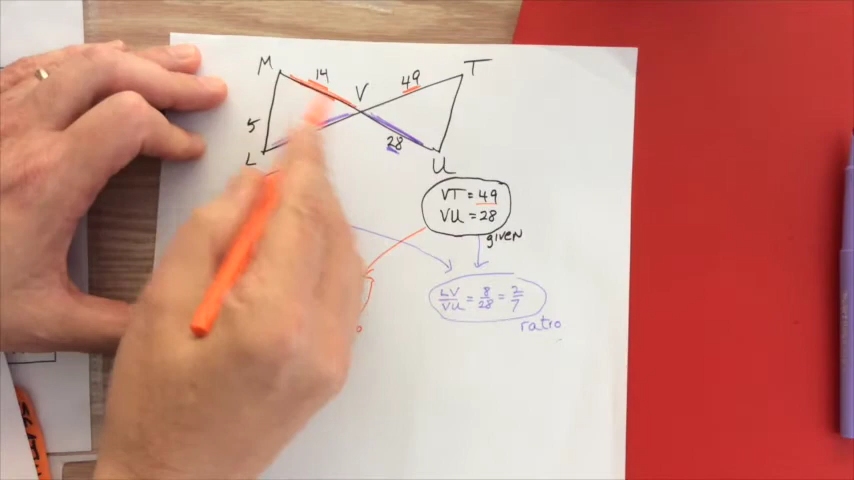 M 14 V 49 T
5
L 28 U
VT = 49
VU = 28
given
LV/VU = 8/28 = 2/7
ratio